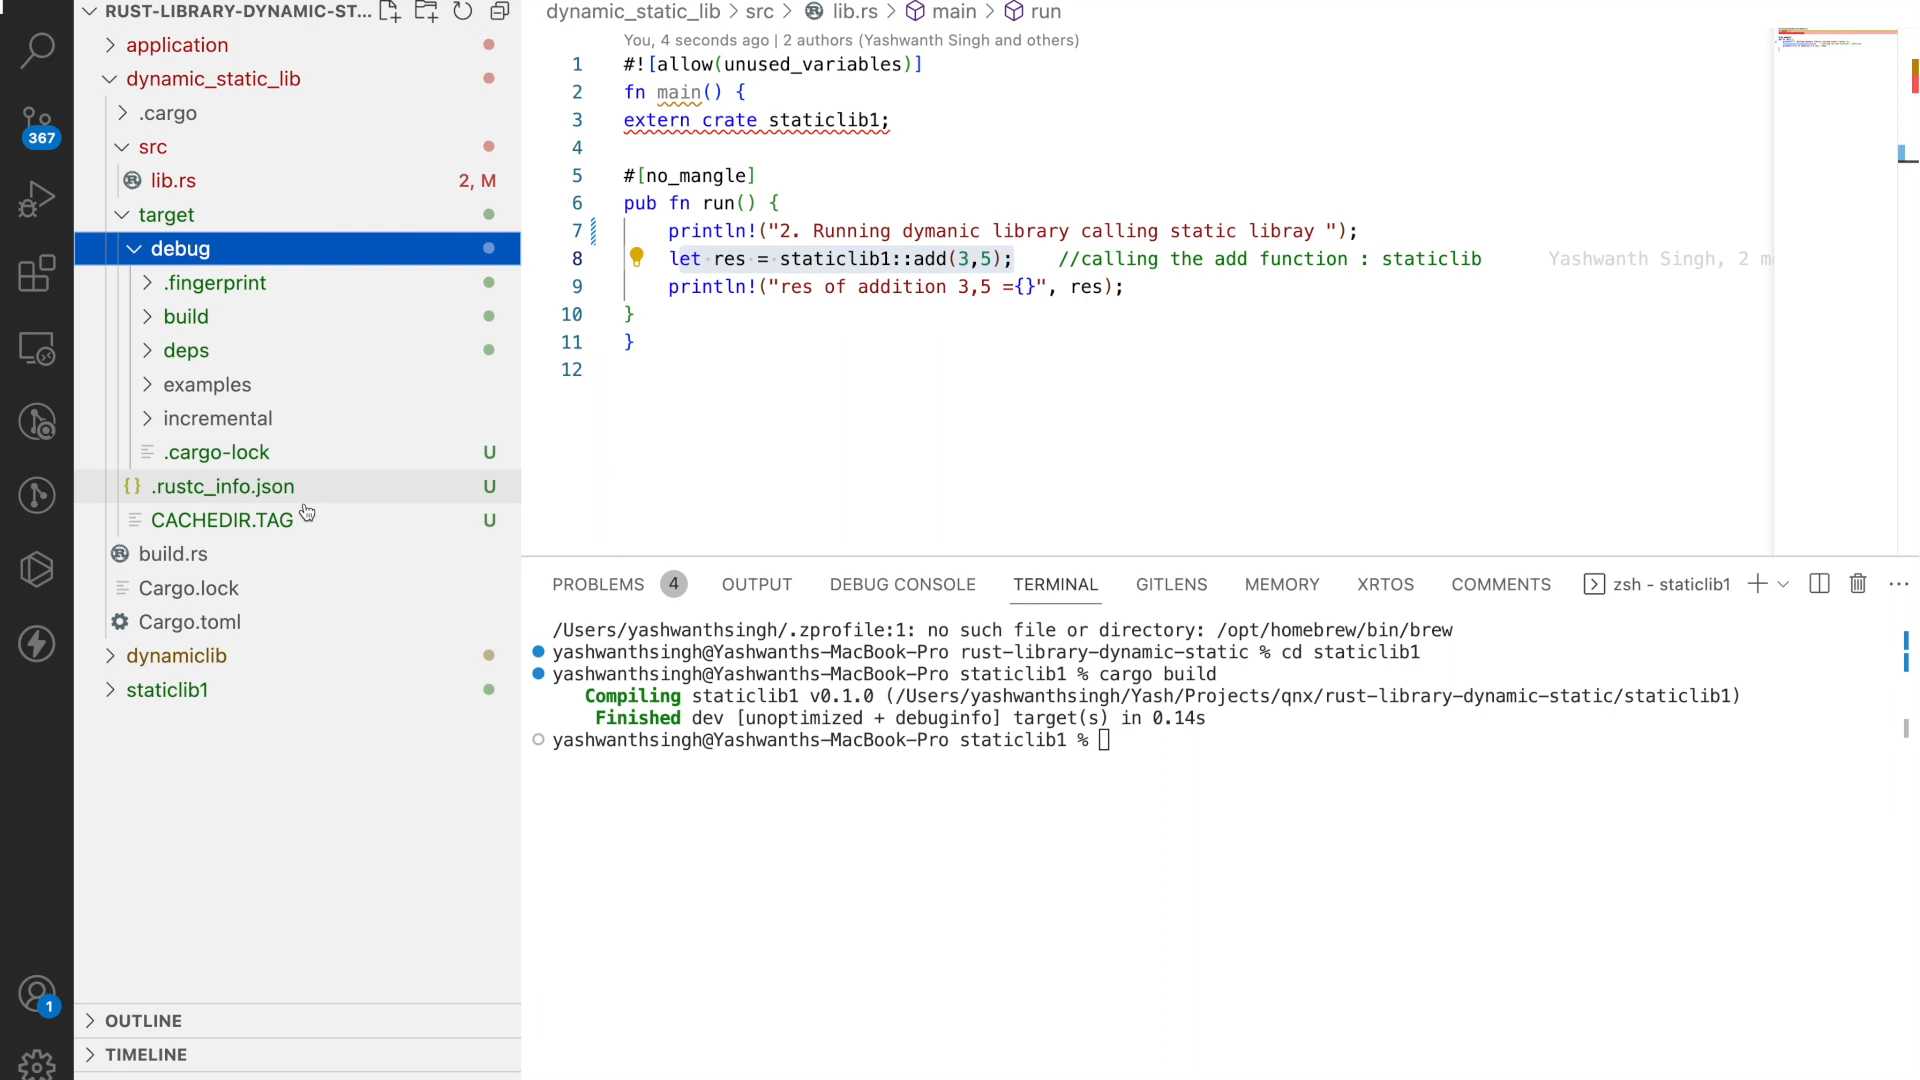 RUST-LIBRARY-DYNAMIC-ST...
application
dynamic_static_lib
.cargo
src
lib.rs 2, M
target
debug
.fingerprint
build
deps
examples
incremental
.cargo-lock U
.rustc_info.json U
CACHEDIR.TAG U
build.rs
Cargo.lock
Cargo.toml
dynamiclib
staticlib1
OUTLINE
TIMELINE
367
1
dynamic_static_lib > src > lib.rs > main > run
You, 4 seconds ago | 2 authors (Yashwanth Singh and others)
1 #![allow(unused_variables)]
2 fn main() {
3 extern crate staticlib1;
4
5 #[no_mangle]
6 pub fn run() {
7 println!("2. Running dymanic library calling static libray ");
8 let·res·=·staticlib1::add(3,5); //calling the add function : staticlib Yashwanth Singh, 2 m
9 println!("res of addition 3,5 ={}", res);
10 }
11 }
12
PROBLEMS 4 OUTPUT DEBUG CONSOLE TERMINAL GITLENS MEMORY XRTOS COMMENTS zsh - staticlib1
/Users/yashwanthsingh/.zprofile:1: no such file or directory: /opt/homebrew/bin/brew
yashwanthsingh@Yashwanths-MacBook-Pro rust-library-dynamic-static % cd staticlib1
yashwanthsingh@Yashwanths-MacBook-Pro staticlib1 % cargo build
Compiling staticlib1 v0.1.0 (/Users/yashwanthsingh/Yash/Projects/qnx/rust-library-dynamic-static/staticlib1)
Finished dev [unoptimized + debuginfo] target(s) in 0.14s
yashwanthsingh@Yashwanths-MacBook-Pro staticlib1 %